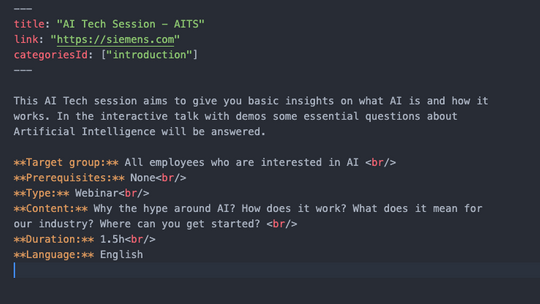 ---
title: "AI Tech Session - AITS"
link: "https://siemens.com"
categoriesId: ["introduction"]
---
This AI Tech session aims to give you basic insights on what AI is and how it
works. In the interactive talk with demos some essential questions about
Artificial Intelligence will be answered.
**Target group:** All employees who are interested in AI <br/>
**Prerequisites:** None<br/>
**Type:** Webinar<br/>
**Content:** Why the hype around AI? How does it work? What does it mean for
our industry? Where can you get started? <br/>
**Duration:** 1.5h<br/>
**Language:** English